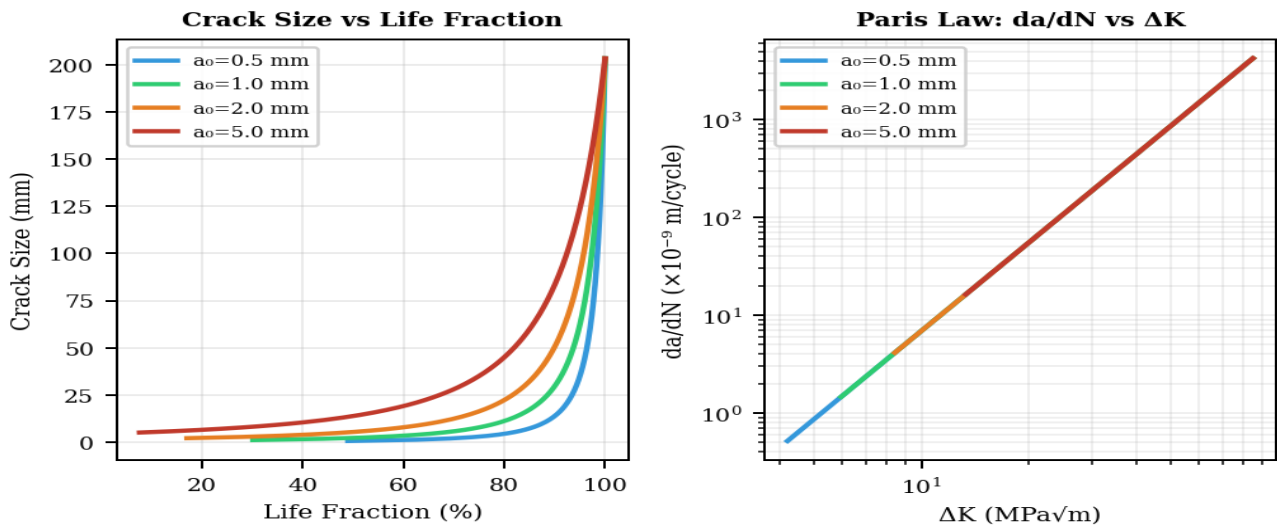 Crack Size vs Life Fraction
a₀=0.5 mm
a₀=1.0 mm
a₀=2.0 mm
a₀=5.0 mm
Crack Size (mm)
200
175
150
125
100
75
50
25
0
20
40
60
80
100
Life Fraction (%)
Paris Law: da/dN vs ΔK
a₀=0.5 mm
a₀=1.0 mm
a₀=2.0 mm
a₀=5.0 mm
da/dN (×10⁻⁹ m/cycle)
10³
10²
10¹
10⁰
10¹
ΔK (MPa√m)